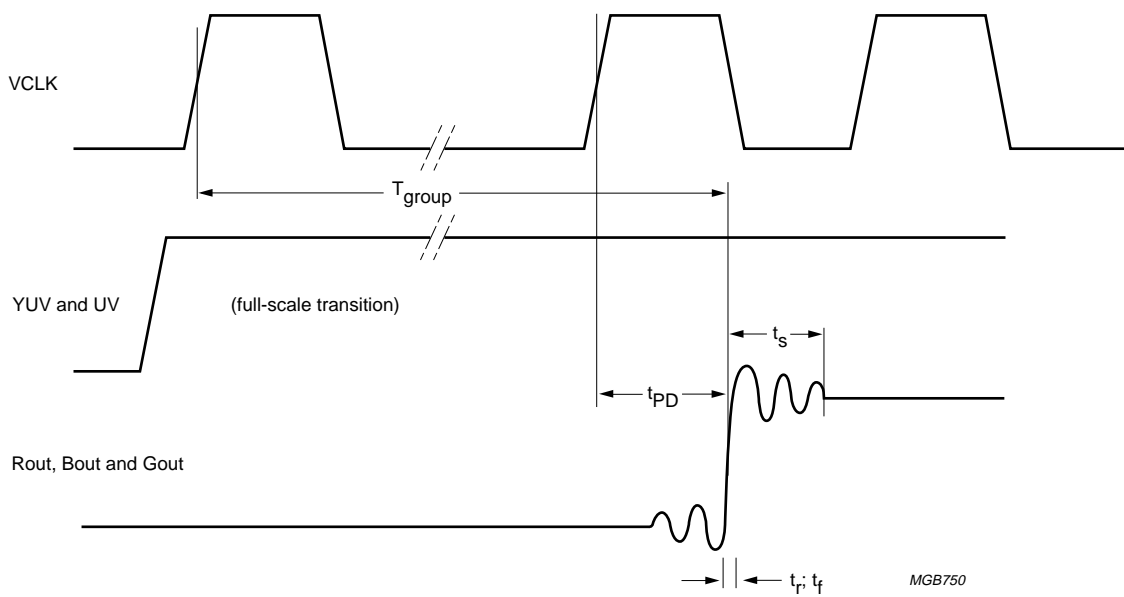 VCLK
Tgroup
YUV and UV
(full-scale transition)
ts
tPD
Rout, Bout and Gout
tr; tf
MGB750